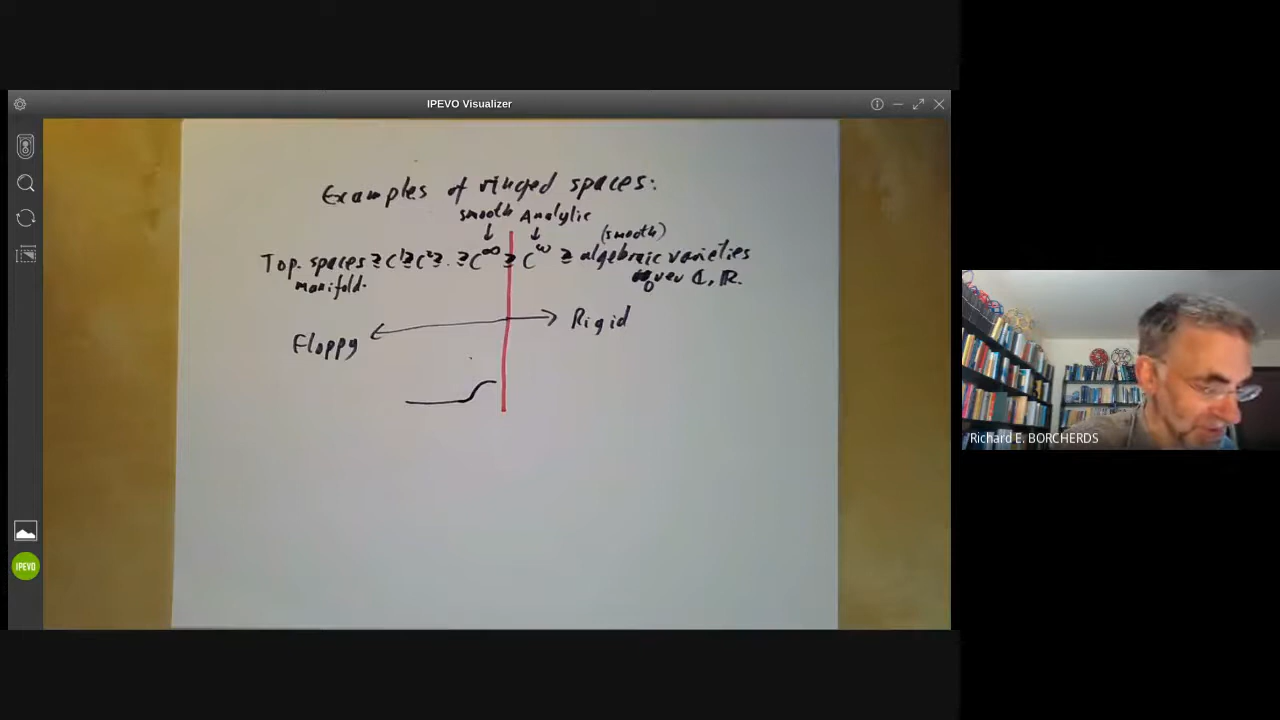 IPEVO Visualizer
Examples of ringed spaces:
smooth Analytic
↓ ↓ (smooth)
Top. spaces ⊇ C¹ ⊇ C² ⊇ . ⊇ C^∞ ⊇ C^ω ⊇ algebraic varieties
manifold. over ℂ, ℝ.
Floppy ← → Rigid
Richard E. BORCHERDS
IPEVO